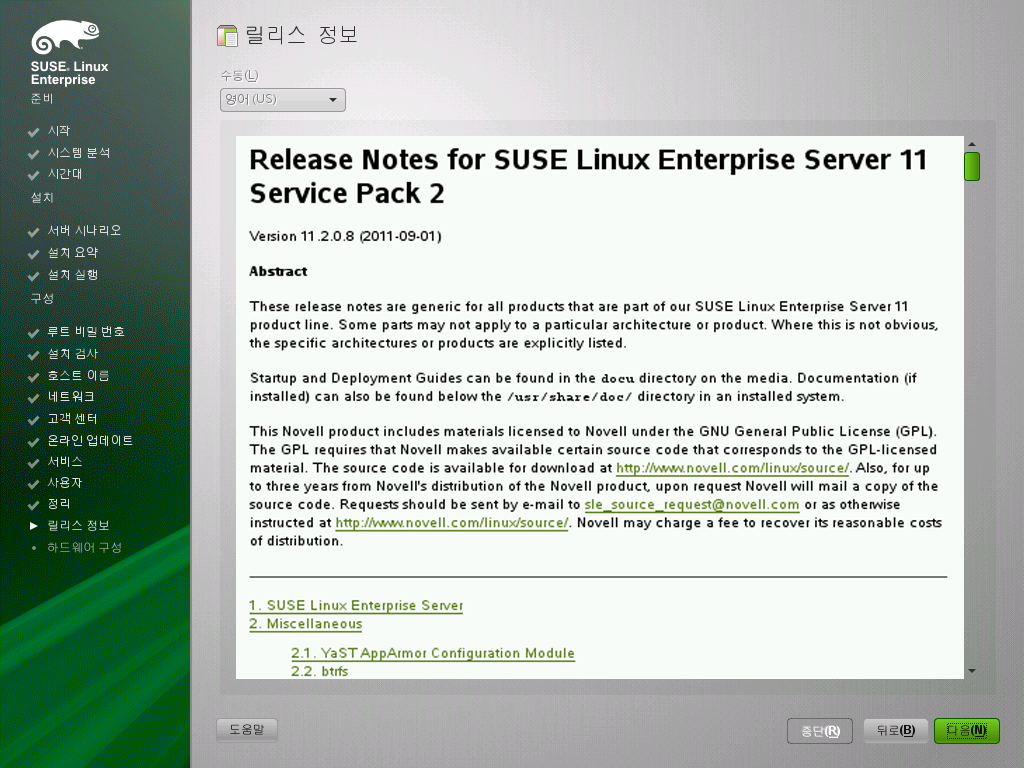 SUSE. Linux
Enterprise
준비
시작
시스템 분석
시간대
설치
서버 시나리오
설치 요약
설치 실행
구성
루트 비밀 번호
설치 검사
호스트 이름
네트워크
고객 센터
온라인 업데이트
서비스
사용자
정리
릴리스 정보
하드웨어 구성
릴리스 정보
수동(L)
영어 (US)
Release Notes for SUSE Linux Enterprise Server 11
Service Pack 2
Version 11.2.0.8 (2011-09-01)
Abstract
These release notes are generic for all products that are part of our SUSE Linux Enterprise Server 11
product line. Some parts may not apply to a particular architecture or product. Where this is not obvious,
the specific architectures or products are explicitly listed.
Startup and Deployment Guides can be found in the docu directory on the media. Documentation (if
installed) can also be found below the /usr/share/doc/ directory in an installed system.
This Novell product includes materials licensed to Novell under the GNU General Public License (GPL).
The GPL requires that Novell makes available certain source code that corresponds to the GPL-licensed
material. The source code is available for download at http://www.novell.com/linux/source/. Also, for up
to three years from Novell's distribution of the Novell product, upon request Novell will mail a copy of the
source code. Requests should be sent by e-mail to sle_source_request@novell.com or as otherwise
instructed at http://www.novell.com/linux/source/. Novell may charge a fee to recover its reasonable costs
of distribution.
1. SUSE Linux Enterprise Server
2. Miscellaneous
2.1. YaST AppArmor Configuration Module
2.2. btrfs
도움말
중단(R)
뒤로(B)
다음(N)